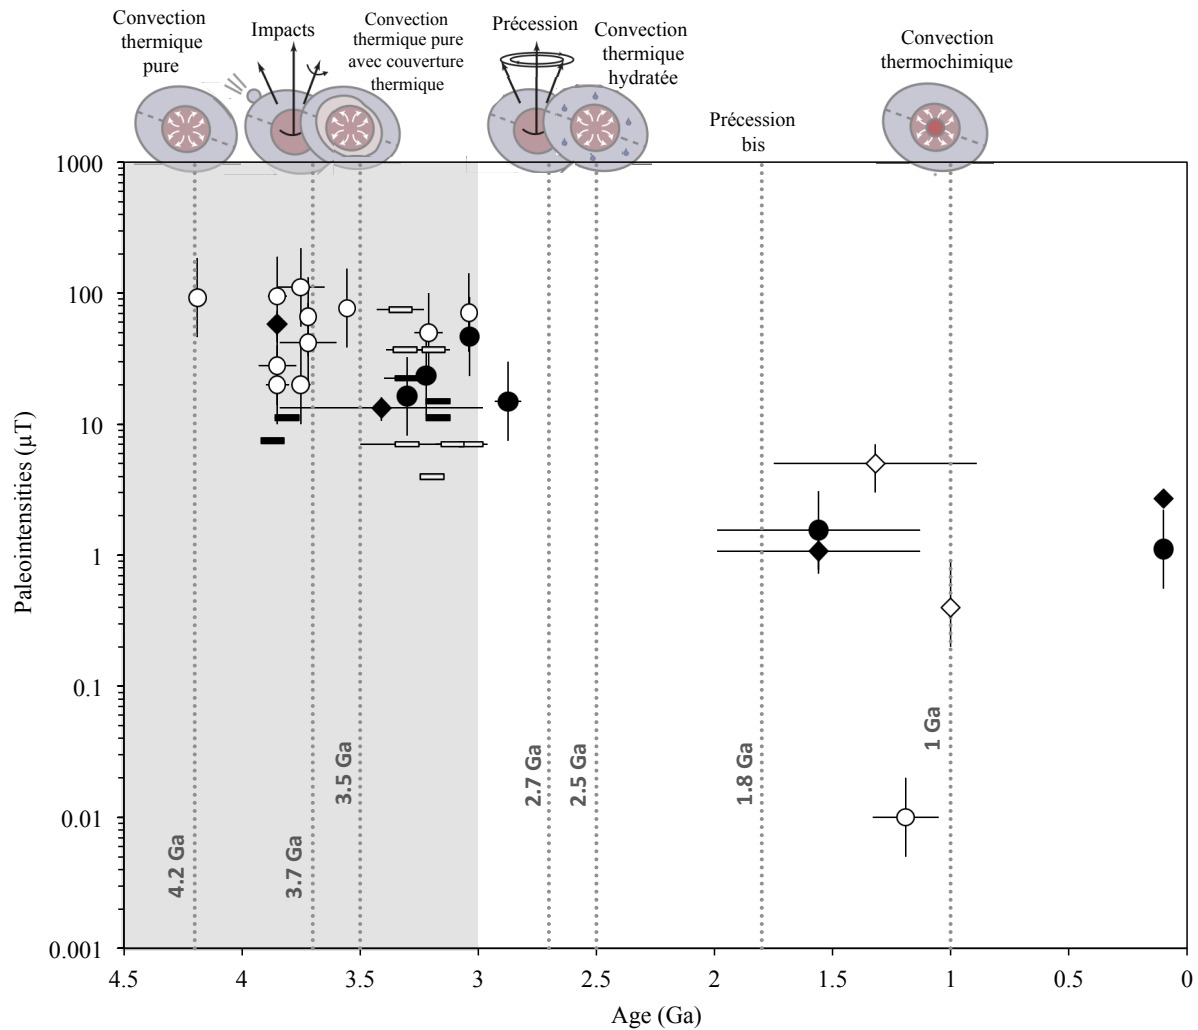 Convection
thermique
pure
Impacts
Convection
thermique pure
avec couverture
thermique
Précession
Convection
thermique
hydratée
Précession
bis
Convection
thermochimique
1000
100
10
1
0.1
0.01
0.001
Paleointensities (µT)
4.2 Ga
3.7 Ga
3.5 Ga
2.7 Ga
2.5 Ga
1.8 Ga
1 Ga
4.5 4 3.5 3 2.5 2 1.5 1 0.5 0
Age (Ga)